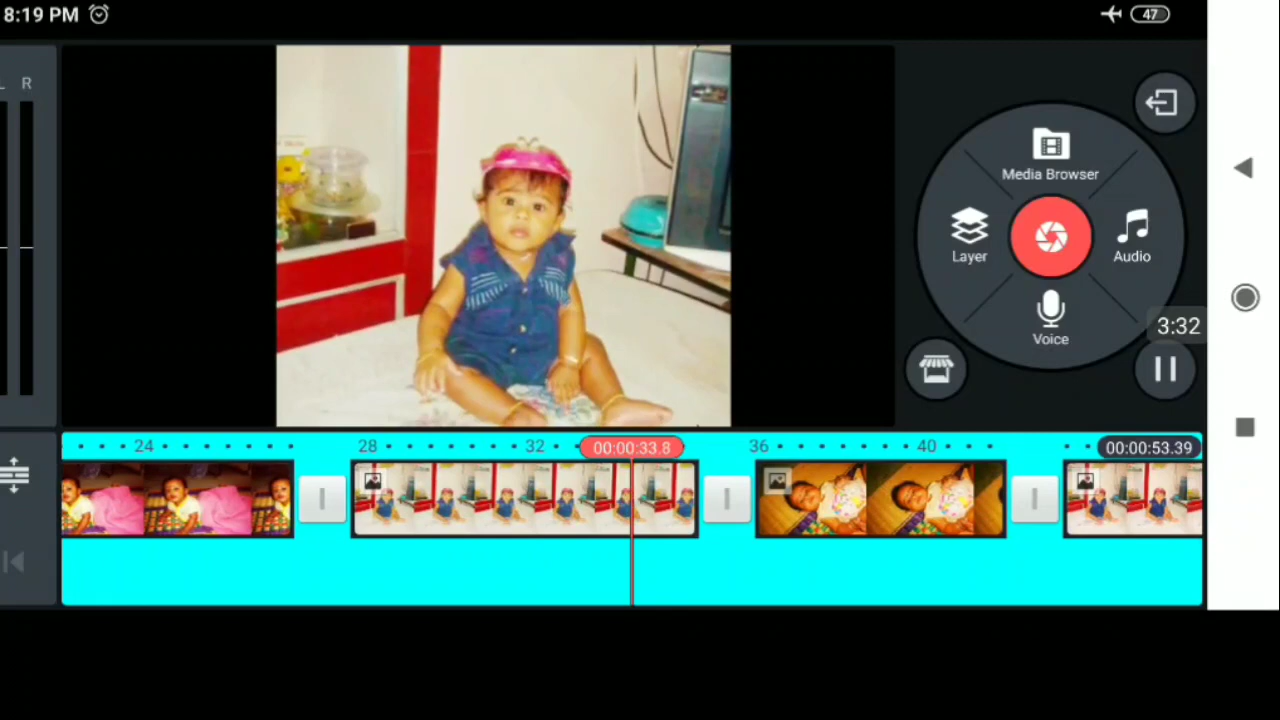 8:19 PM
47
L R
Media Browser
Layer
Audio
Voice
3:32
24
28
32
00:00:33.8
36
40
00:00:53.39